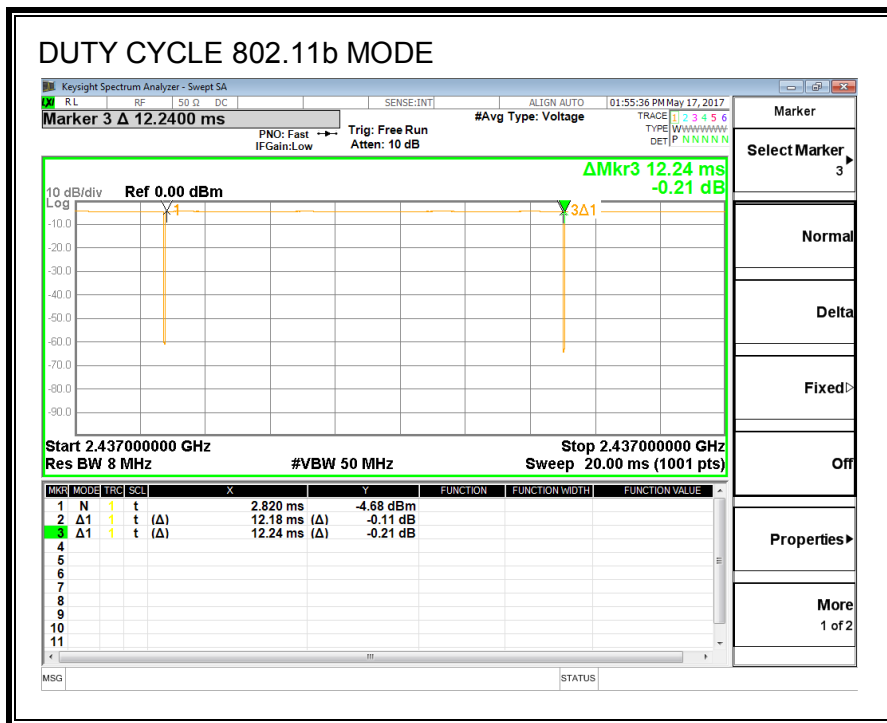 DUTY CYCLE 802.11b MODE
Keysight Spectrum Analyzer - Swept SA
LXI RL RF 50 Ω DC SENSE:INT ALIGN AUTO 01:55:36 PM May 17, 2017
Marker 3 Δ 12.2400 ms
PNO: Fast
IFGain:Low
Trig: Free Run
Atten: 10 dB
#Avg Type: Voltage
TRACE 1 2 3 4 5 6
TYPE WWWWWWW
DET P N N N N N
ΔMkr3 12.24 ms
-0.21 dB
10 dB/div Ref 0.00 dBm
Log
1
3Δ1
-10.0
-20.0
-30.0
-40.0
-50.0
-60.0
-70.0
-80.0
-90.0
Start 2.437000000 GHz Stop 2.437000000 GHz
Res BW 8 MHz #VBW 50 MHz Sweep 20.00 ms (1001 pts)
MKR MODE TRC SCL X Y FUNCTION FUNCTION WIDTH FUNCTION VALUE
1 N 1 t 2.820 ms -4.68 dBm
2 Δ1 1 t (Δ) 12.18 ms (Δ) -0.11 dB
3 Δ1 1 t (Δ) 12.24 ms (Δ) -0.21 dB
4
5
6
7
8
9
10
11
MSG STATUS
Marker
Select Marker
3
Normal
Delta
Fixed
Off
Properties
More
1 of 2